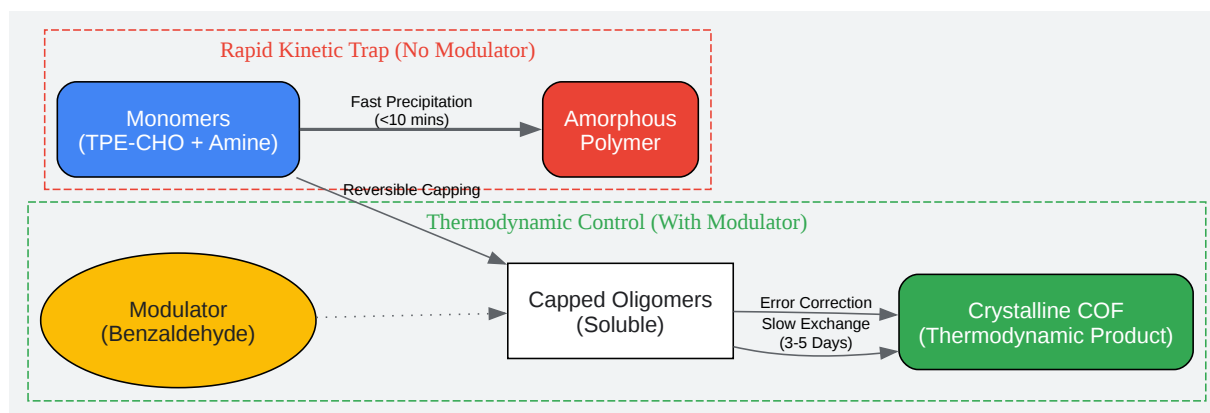 Rapid Kinetic Trap (No Modulator)
Monomers
(TPE-CHO + Amine)
Fast Precipitation
(<10 mins)
Amorphous
Polymer
Reversible Capping
Thermodynamic Control (With Modulator)
Modulator
(Benzaldehyde)
Capped Oligomers
(Soluble)
Error Correction
Slow Exchange
(3-5 Days)
Crystalline COF
(Thermodynamic Product)